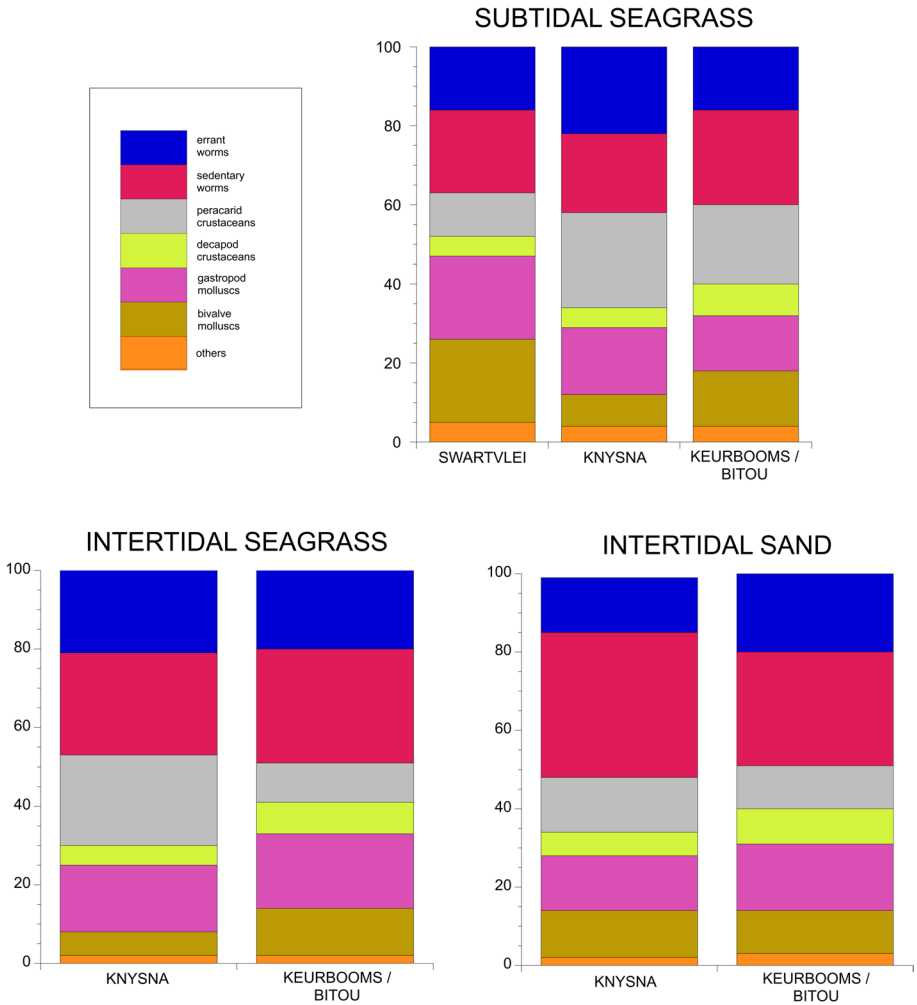 SUBTIDAL SEAGRASS
errant
worms
sedentary
worms
peracarid
crustaceans
decapod
crustaceans
gastropod
molluscs
bivalve
molluscs
others
100
80
60
40
20
0
SWARTVLEI
KNYSNA
KEURBOOMS /
BITOU
INTERTIDAL SEAGRASS
100
80
60
40
20
0
KNYSNA
KEURBOOMS /
BITOU
INTERTIDAL SAND
100
80
60
40
20
0
KNYSNA
KEURBOOMS /
BITOU